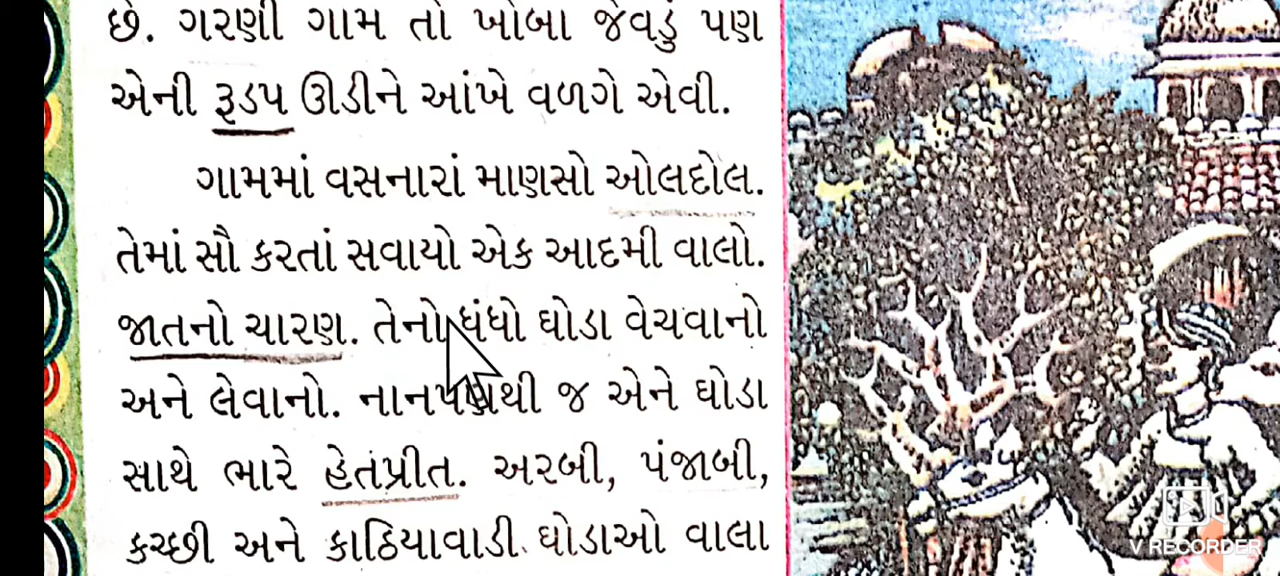 છે. ગરણી ગામ તો ખોબા જેવડું પણ
એની રૂડપ ઊડીને આંખે વળગે એવી.
ગામમાં વસનારાં માણસો ઓલદોલ.
તેમાં સૌ કરતાં સવાયો એક આદમી વાલો.
જાતનો ચારણ. તેનો ધંધો ઘોડા વેચવાનો
અને લેવાનો. નાનપણથી જ એને ઘોડા
સાથે ભારે હેતપ્રીત. અરબી, પંજાબી,
કચ્છી અને કાઠિયાવાડી ઘોડાઓ વાલા
V RECORDER